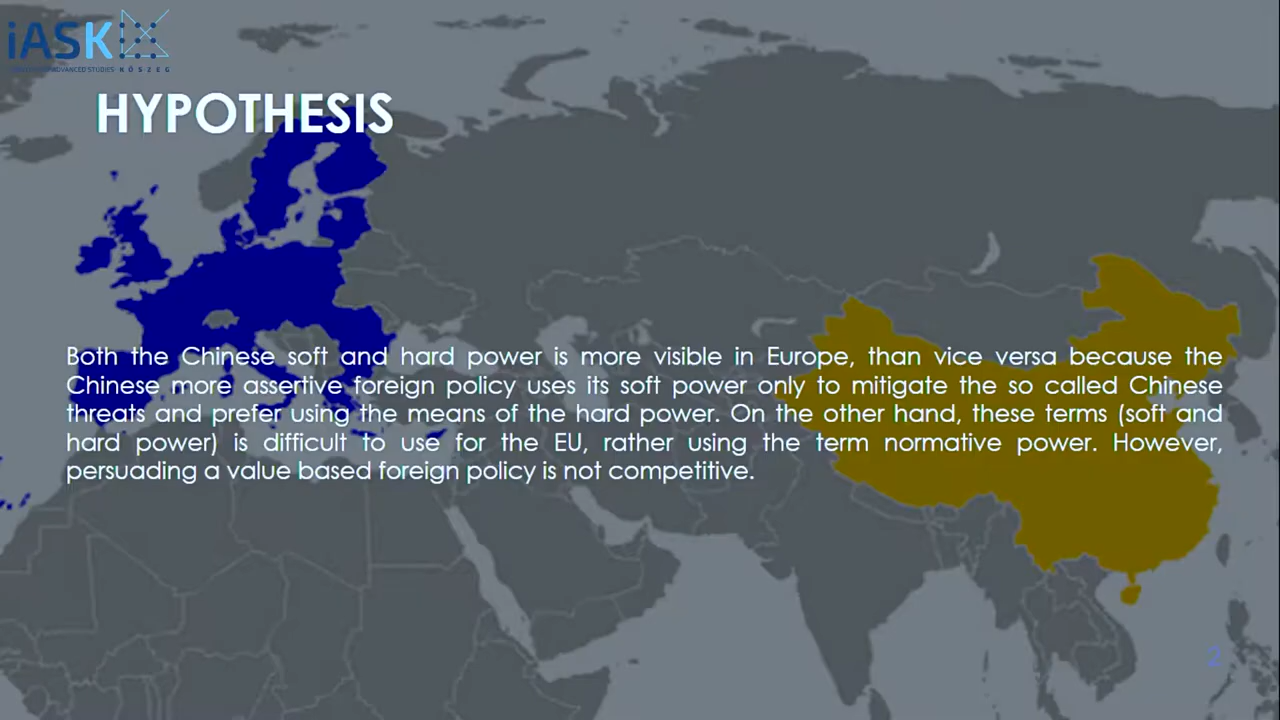 iASK
ADVANCED STUDIES KŐSZEG
HYPOTHESIS
Both the Chinese soft and hard power is more visible in Europe, than vice versa because the
Chinese more assertive foreign policy uses its soft power only to mitigate the so called Chinese
threats and prefer using the means of the hard power. On the other hand, these terms (soft and
hard power) is difficult to use for the EU, rather using the term normative power. However,
persuading a value based foreign policy is not competitive.
2